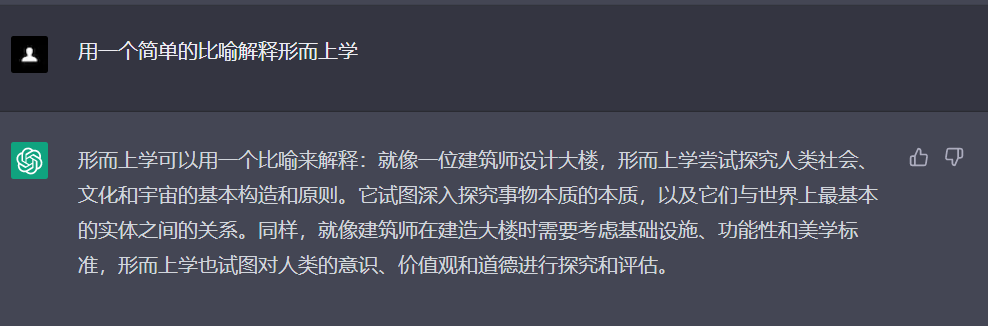 用一个简单的比喻解释形而上学
形而上学可以用一个比喻来解释：就像一位建筑师设计大楼，形而上学尝试探究人类社会、
文化和宇宙的基本构造和原则。它试图深入探究事物本质的本质，以及它们与世界上最基本
的实体之间的关系。同样，就像建筑师在建造大楼时需要考虑基础设施、功能性和美学标
准，形而上学也试图对人类的意识、价值观和道德进行探究和评估。